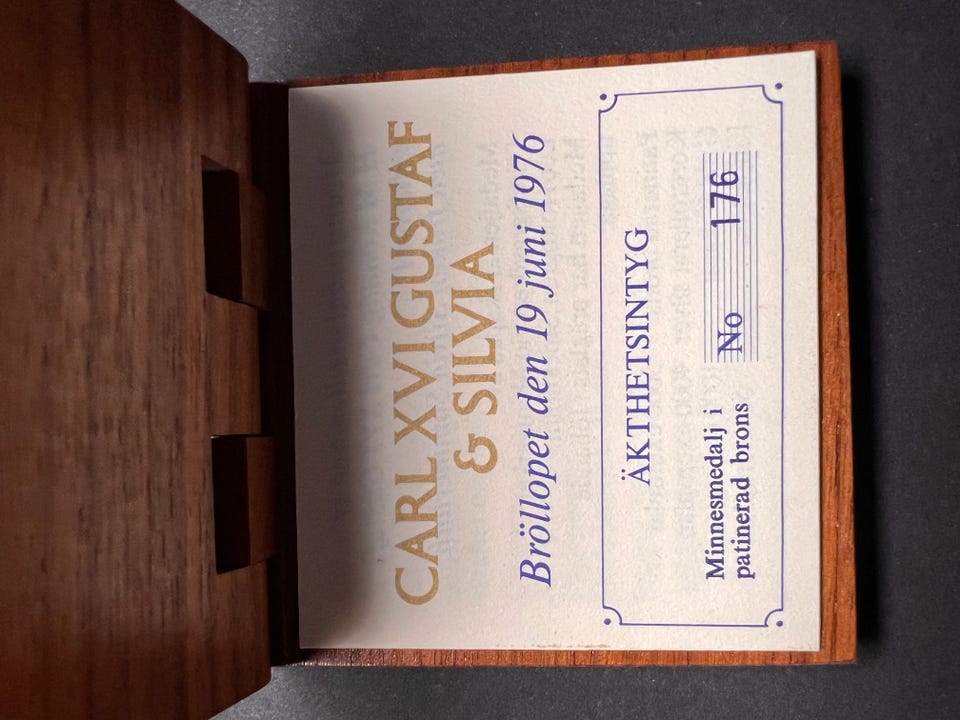 CARL XVI GUSTAF
& SILVIA
Bröllopet den 19 juni 1976
ÄKTHETSINTYG
Minnesmedalj i
patinerad brons
No 176